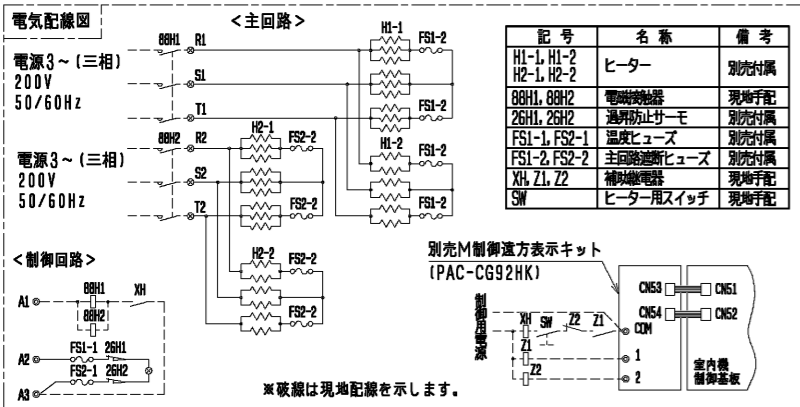 電気配線図
<主回路>
電源3~(三相)
200V
50/60Hz
88H1
R1
S1
T1
H1-1
FS1-2
FS1-2
電源3~(三相)
200V
50/60Hz
88H2
R2
S2
T2
H2-1
FS2-2
FS2-2
H1-2
FS1-2
FS1-2
H2-2
FS2-2
FS2-2
記号 名称 備考
H1-1, H1-2
H2-1, H2-2 ヒーター 別売付属
88H1, 88H2 電磁接触器 現地手配
26H1, 26H2 過昇防止サーモ 別売付属
FS1-1, FS2-1 温度ヒューズ 別売付属
FS1-2, FS2-2 主回路遮断ヒューズ 別売付属
XH, Z1, Z2 補助継電器 現地手配
SW ヒーター用スイッチ 現地手配
<制御回路>
A1
88H1
XH
88H2
A2
FS1-1
26H1
FS2-1
26H2
A3
※破線は現地配線を示します。
別売M制御遠方表示キット
(PAC-CG92HK)
制御用電源
XH
SW
Z2
Z1
COM
Z1
1
Z2
2
CN53
CN51
CN54
CN52
室内機
制御基板